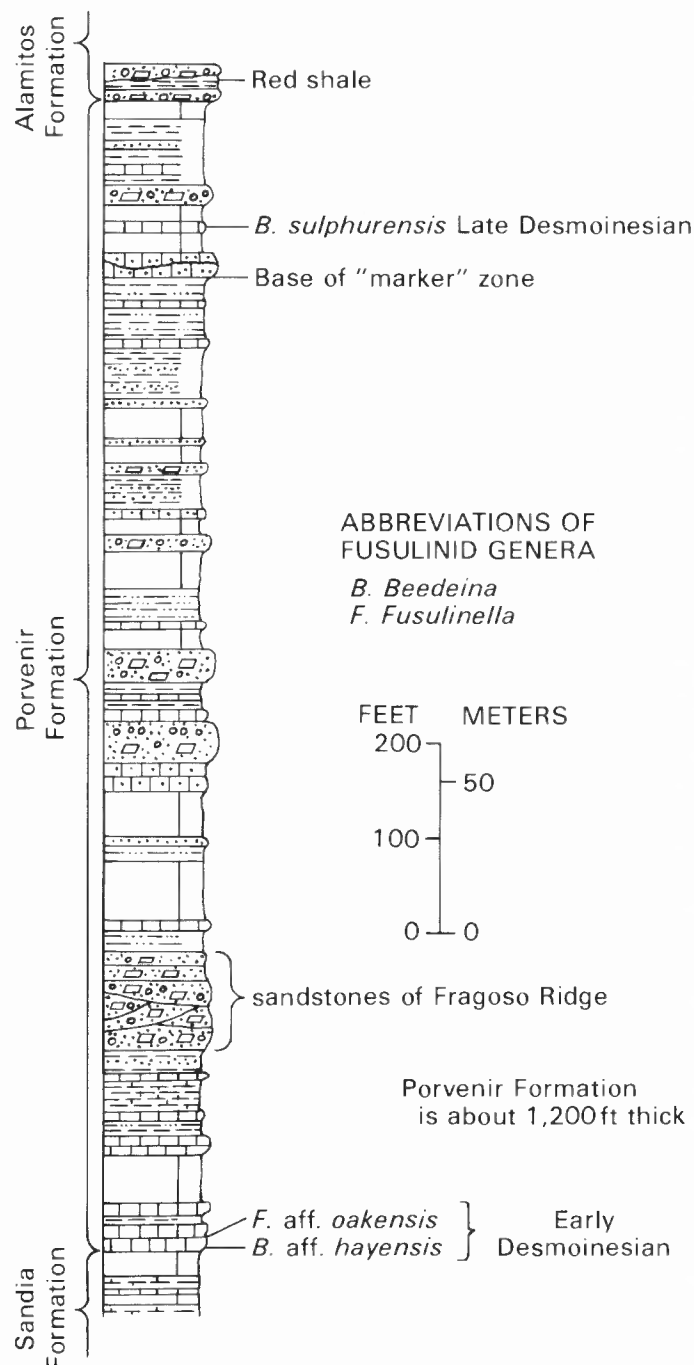 Alamitos
Formation
Red shale
B. sulphurensis Late Desmoinesian
Base of "marker" zone
ABBREVIATIONS OF
FUSULINID GENERA
B. Beedeina
F. Fusulinella
Porvenir
Formation
FEET METERS
200
50
100
0 0
sandstones of Fragoso Ridge
Porvenir Formation
is about 1,200 ft thick
F. aff. oakensis
B. aff. hayensis
Early
Desmoinesian
Sandia
Formation